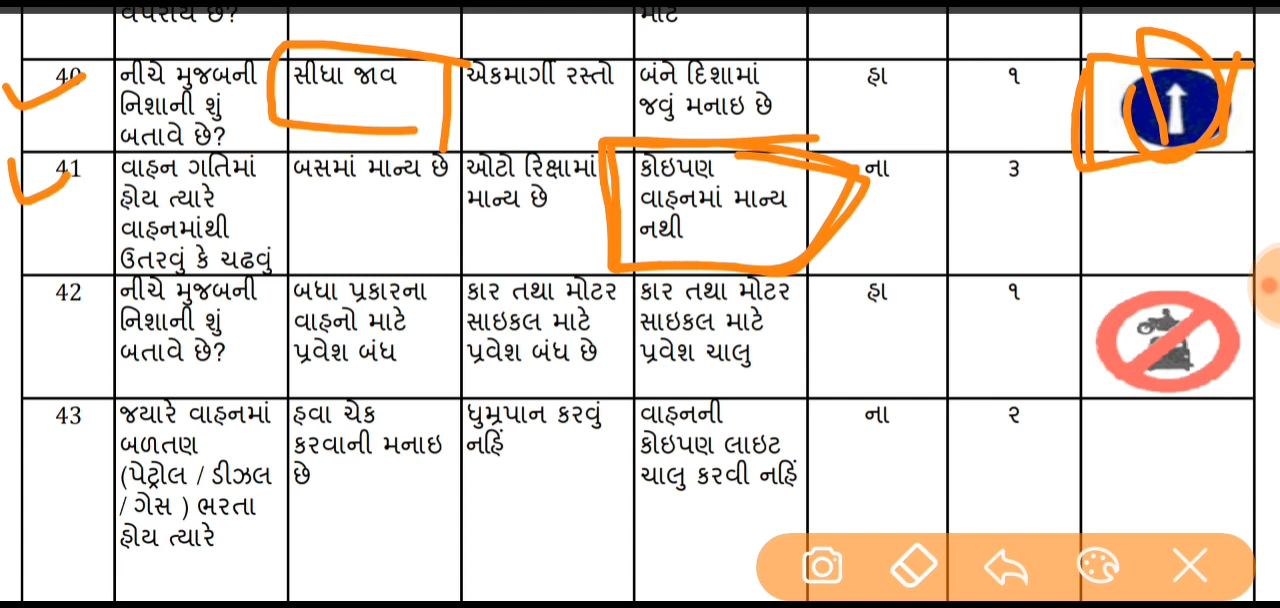 વપરાય છે?
માટે
40
નીચે મુજબની
નિશાની શું
બતાવે છે?
સીધા જાવ
એકમાર્ગી રસ્તો
બંને દિશામાં
જવું મનાઇ છે
હા
૧
41
વાહન ગતિમાં
હોય ત્યારે
વાહનમાંથી
ઉતરવું કે ચઢવું
બસમાં માન્ય છે
ઓટો રિક્ષામાં
માન્ય છે
કોઇપણ
વાહનમાં માન્ય
નથી
ના
૩
42
નીચે મુજબની
નિશાની શું
બતાવે છે?
બધા પ્રકારના
વાહનો માટે
પ્રવેશ બંધ
કાર તથા મોટર
સાઇકલ માટે
પ્રવેશ બંધ છે
કાર તથા મોટર
સાઇકલ માટે
પ્રવેશ ચાલુ
હા
૧
43
જયારે વાહનમાં
બળતણ
(પેટ્રોલ / ડીઝલ
/ ગેસ ) ભરતા
હોય ત્યારે
હવા ચેક
કરવાની મનાઇ
છે
ધુમ્રપાન કરવું
નહિં
વાહનની
કોઇપણ લાઇટ
ચાલુ કરવી નહિં
ના
૨